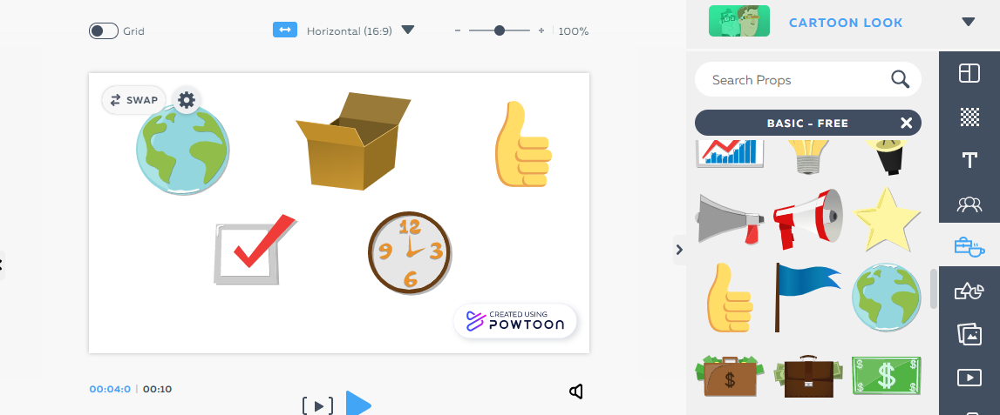 Grid
Horizontal (16:9)
100%
CARTOON LOOK
SWAP
Search Props
BASIC - FREE
12
9
3
6
CREATED USING
POWTOON
$
$
$
$
$
$
00:04:0 | 00:10
T